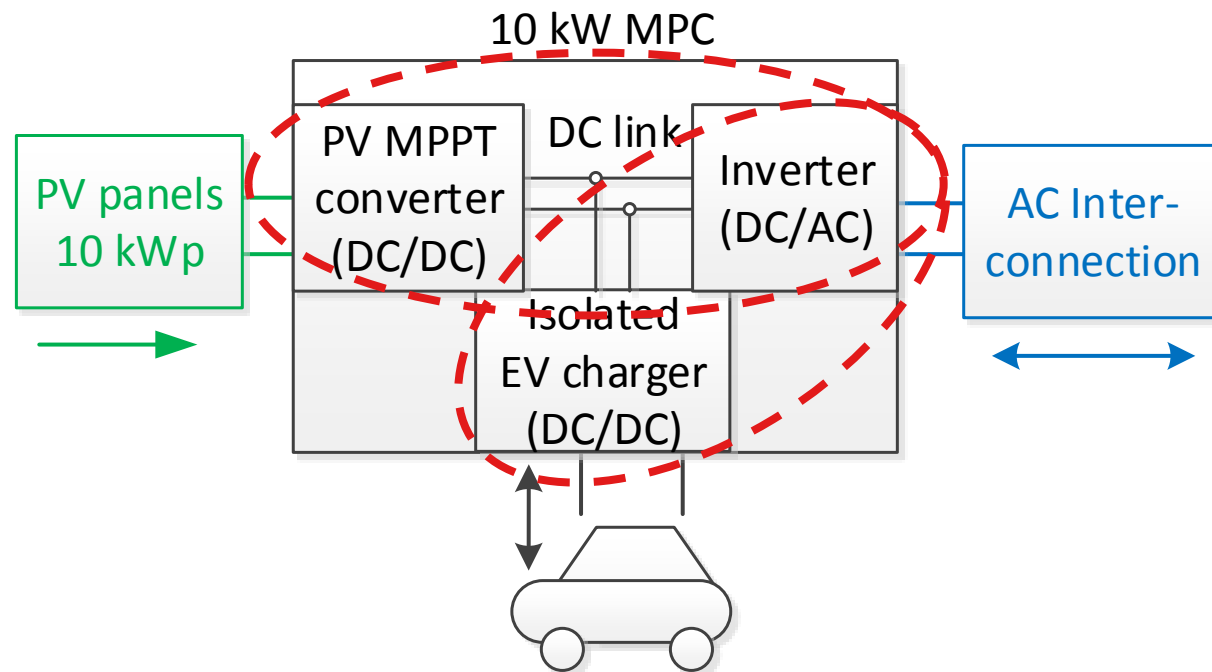 10 kW MPC
PV panels
10 kWp
PV MPPT
converter
(DC/DC)
DC link
Inverter
(DC/AC)
AC Inter-
connection
Isolated
EV charger
(DC/DC)